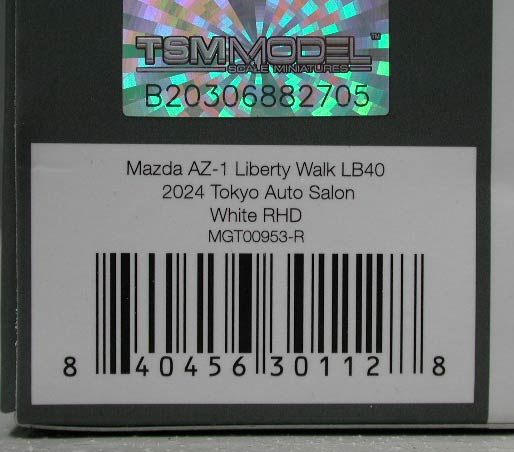 TSMMODEL™
SCALE MINIATURES
B20306882705
Mazda AZ-1 Liberty Walk LB40
2024 Tokyo Auto Salon
White RHD
MGT00953-R
8 40456 30112 8